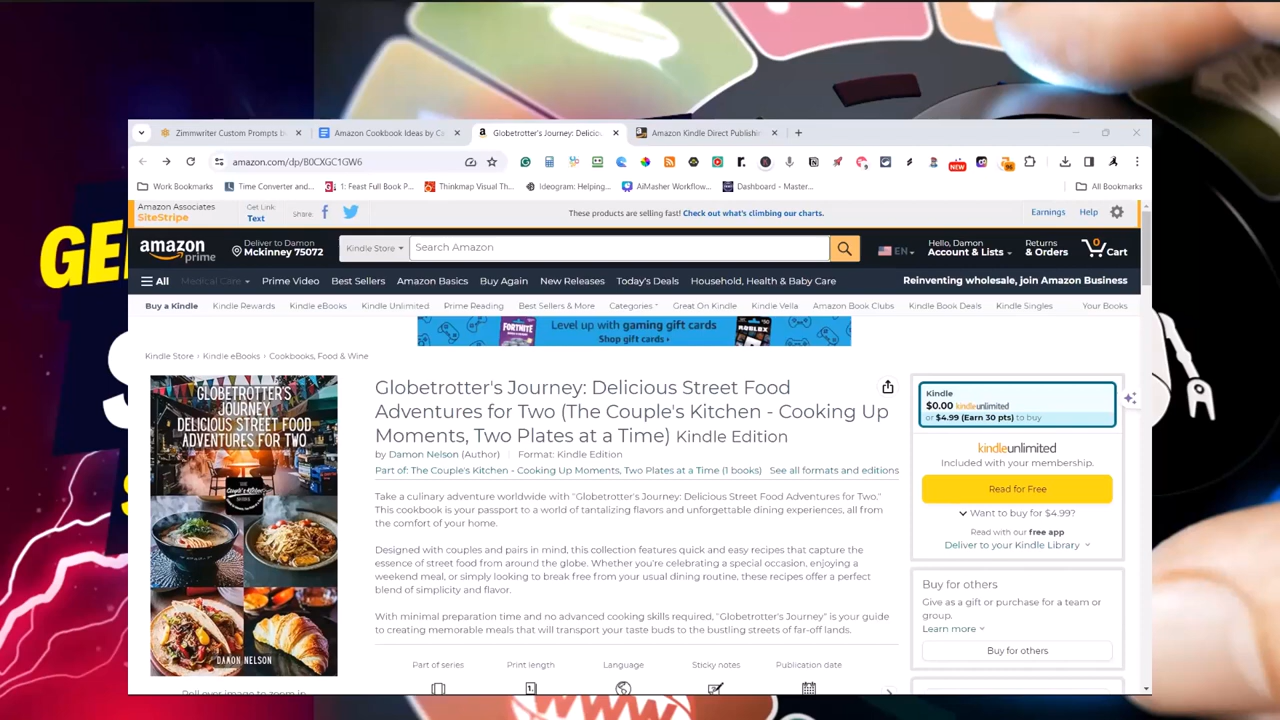 GE
S
Zimmwriter Custom Prompts b
Amazon Cookbook Ideas by C
Globetrotter's Journey: Delicio
Amazon Kindle Direct Publishi
amazon.com/dp/B0CXGC1GW6
NEW
Work Bookmarks
Time Converter and...
1: Feast Full Book P...
Thinkmap Visual Th...
Ideogram: Helping...
AiMasher Workflow...
Dashboard - Master...
All Bookmarks
Amazon Associates
SiteStripe
Get Link:
Text
Share:
These products are selling fast! Check out what's climbing our charts.
Earnings
Help
amazon
prime
Deliver to Damon
Mckinney 75072
Kindle Store
Search Amazon
EN
Hello, Damon
Account & Lists
Returns
& Orders
0
Cart
All
Medical Care
Prime Video
Best Sellers
Amazon Basics
Buy Again
New Releases
Today's Deals
Household, Health & Baby Care
Reinventing wholesale, join Amazon Business
Buy a Kindle
Kindle Rewards
Kindle eBooks
Kindle Unlimited
Prime Reading
Best Sellers & More
Categories
Great On Kindle
Kindle Vella
Amazon Book Clubs
Kindle Book Deals
Kindle Singles
Your Books
FORTNITE
Level up with gaming gift cards
Shop gift cards ›
ROBLOX
Kindle Store › Kindle eBooks › Cookbooks, Food & Wine
GLOBETROTTER'S
JOURNEY
DELICIOUS STREET FOOD
ADVENTURES FOR TWO
The Couple's
KITCHEN
DAMON NELSON
Roll over image to zoom in
Globetrotter's Journey: Delicious Street Food
Adventures for Two (The Couple's Kitchen - Cooking Up
Moments, Two Plates at a Time) Kindle Edition
by Damon Nelson (Author) | Format: Kindle Edition
Part of: The Couple's Kitchen - Cooking Up Moments, Two Plates at a Time (1 books)
See all formats and editions
Take a culinary adventure worldwide with "Globetrotter's Journey: Delicious Street Food Adventures for Two."
This cookbook is your passport to a world of tantalizing flavors and unforgettable dining experiences, all from
the comfort of your home.
Designed with couples and pairs in mind, this collection features quick and easy recipes that capture the
essence of street food from around the globe. Whether you're celebrating a special occasion, enjoying a
weekend meal, or simply looking to break free from your usual dining routine, these recipes offer a perfect
blend of simplicity and flavor.
With minimal preparation time and no advanced cooking skills required, "Globetrotter's Journey" is your guide
to creating memorable meals that will transport your taste buds to the bustling streets of far-off lands.
Part of series
Print length
Language
Sticky notes
Publication date
Kindle
$0.00 kindleunlimited
or $4.99 (Earn 30 pts) to buy
kindleunlimited
Included with your membership.
Read for Free
Want to buy for $4.99?
Read with our free app
Deliver to your Kindle Library
Buy for others
Give as a gift or purchase for a team or
group.
Learn more
Buy for others
WWW